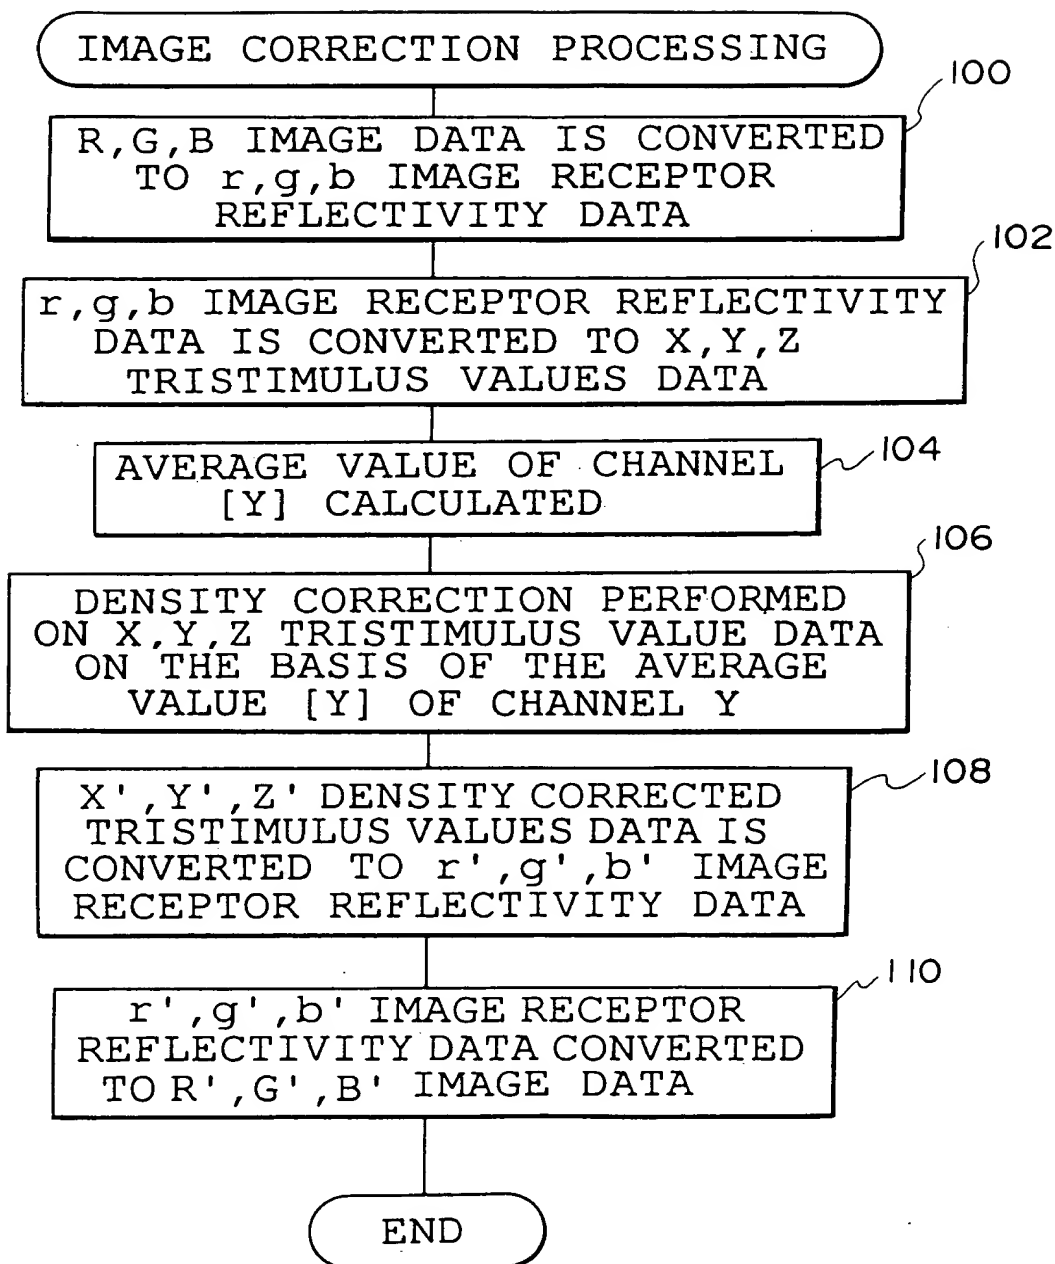 IMAGE CORRECTION PROCESSING
100
R,G,B IMAGE DATA IS CONVERTED
TO r,g,b IMAGE RECEPTOR
REFLECTIVITY DATA
102
r,g,b IMAGE RECEPTOR REFLECTIVITY
DATA IS CONVERTED TO X,Y,Z
TRISTIMULUS VALUES DATA
104
AVERAGE VALUE OF CHANNEL
[Y] CALCULATED
106
DENSITY CORRECTION PERFORMED
ON X,Y,Z TRISTIMULUS VALUE DATA
ON THE BASIS OF THE AVERAGE
VALUE [Y] OF CHANNEL Y
108
X',Y',Z' DENSITY CORRECTED
TRISTIMULUS VALUES DATA IS
CONVERTED TO r',g',b' IMAGE
RECEPTOR REFLECTIVITY DATA
110
r',g',b' IMAGE RECEPTOR
REFLECTIVITY DATA CONVERTED
TO R',G',B' IMAGE DATA
END